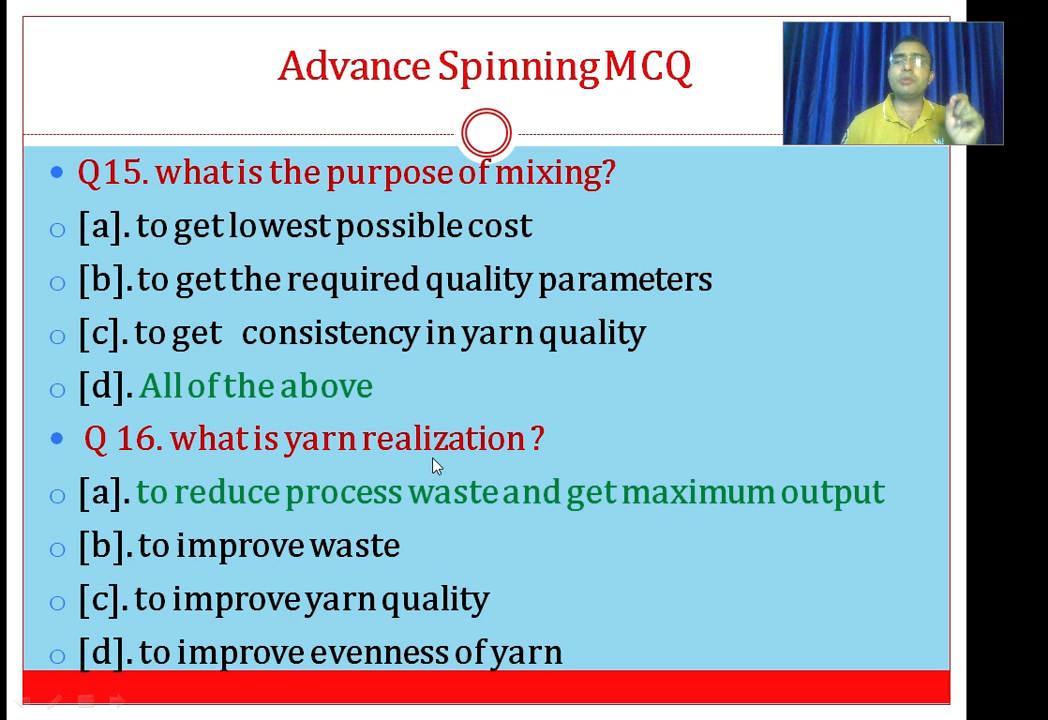 Advance Spinning MCQ
Q15. what is the purpose of mixing?
[a]. to get lowest possible cost
[b]. to get the required quality parameters
[c]. to get consistency in yarn quality
[d]. All of the above
Q 16. what is yarn realization ?
[a]. to reduce process waste and get maximum output
[b]. to improve waste
[c]. to improve yarn quality
[d]. to improve evenness of yarn